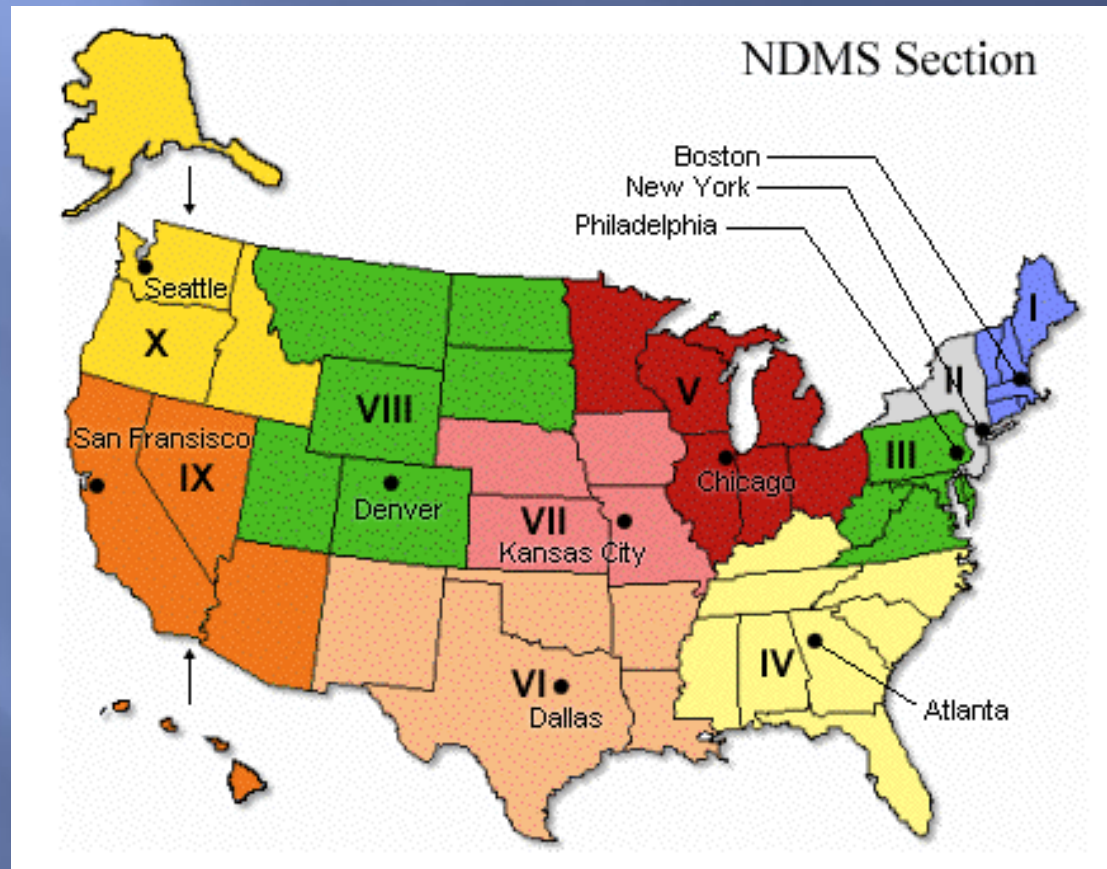 NDMS Section
Boston
New York
Philadelphia
Seattle
I
X
II
V
VIII
San Fransisco
III
IX
Chicago
Denver
VII
Kansas City
IV
VI
Dallas
Atlanta